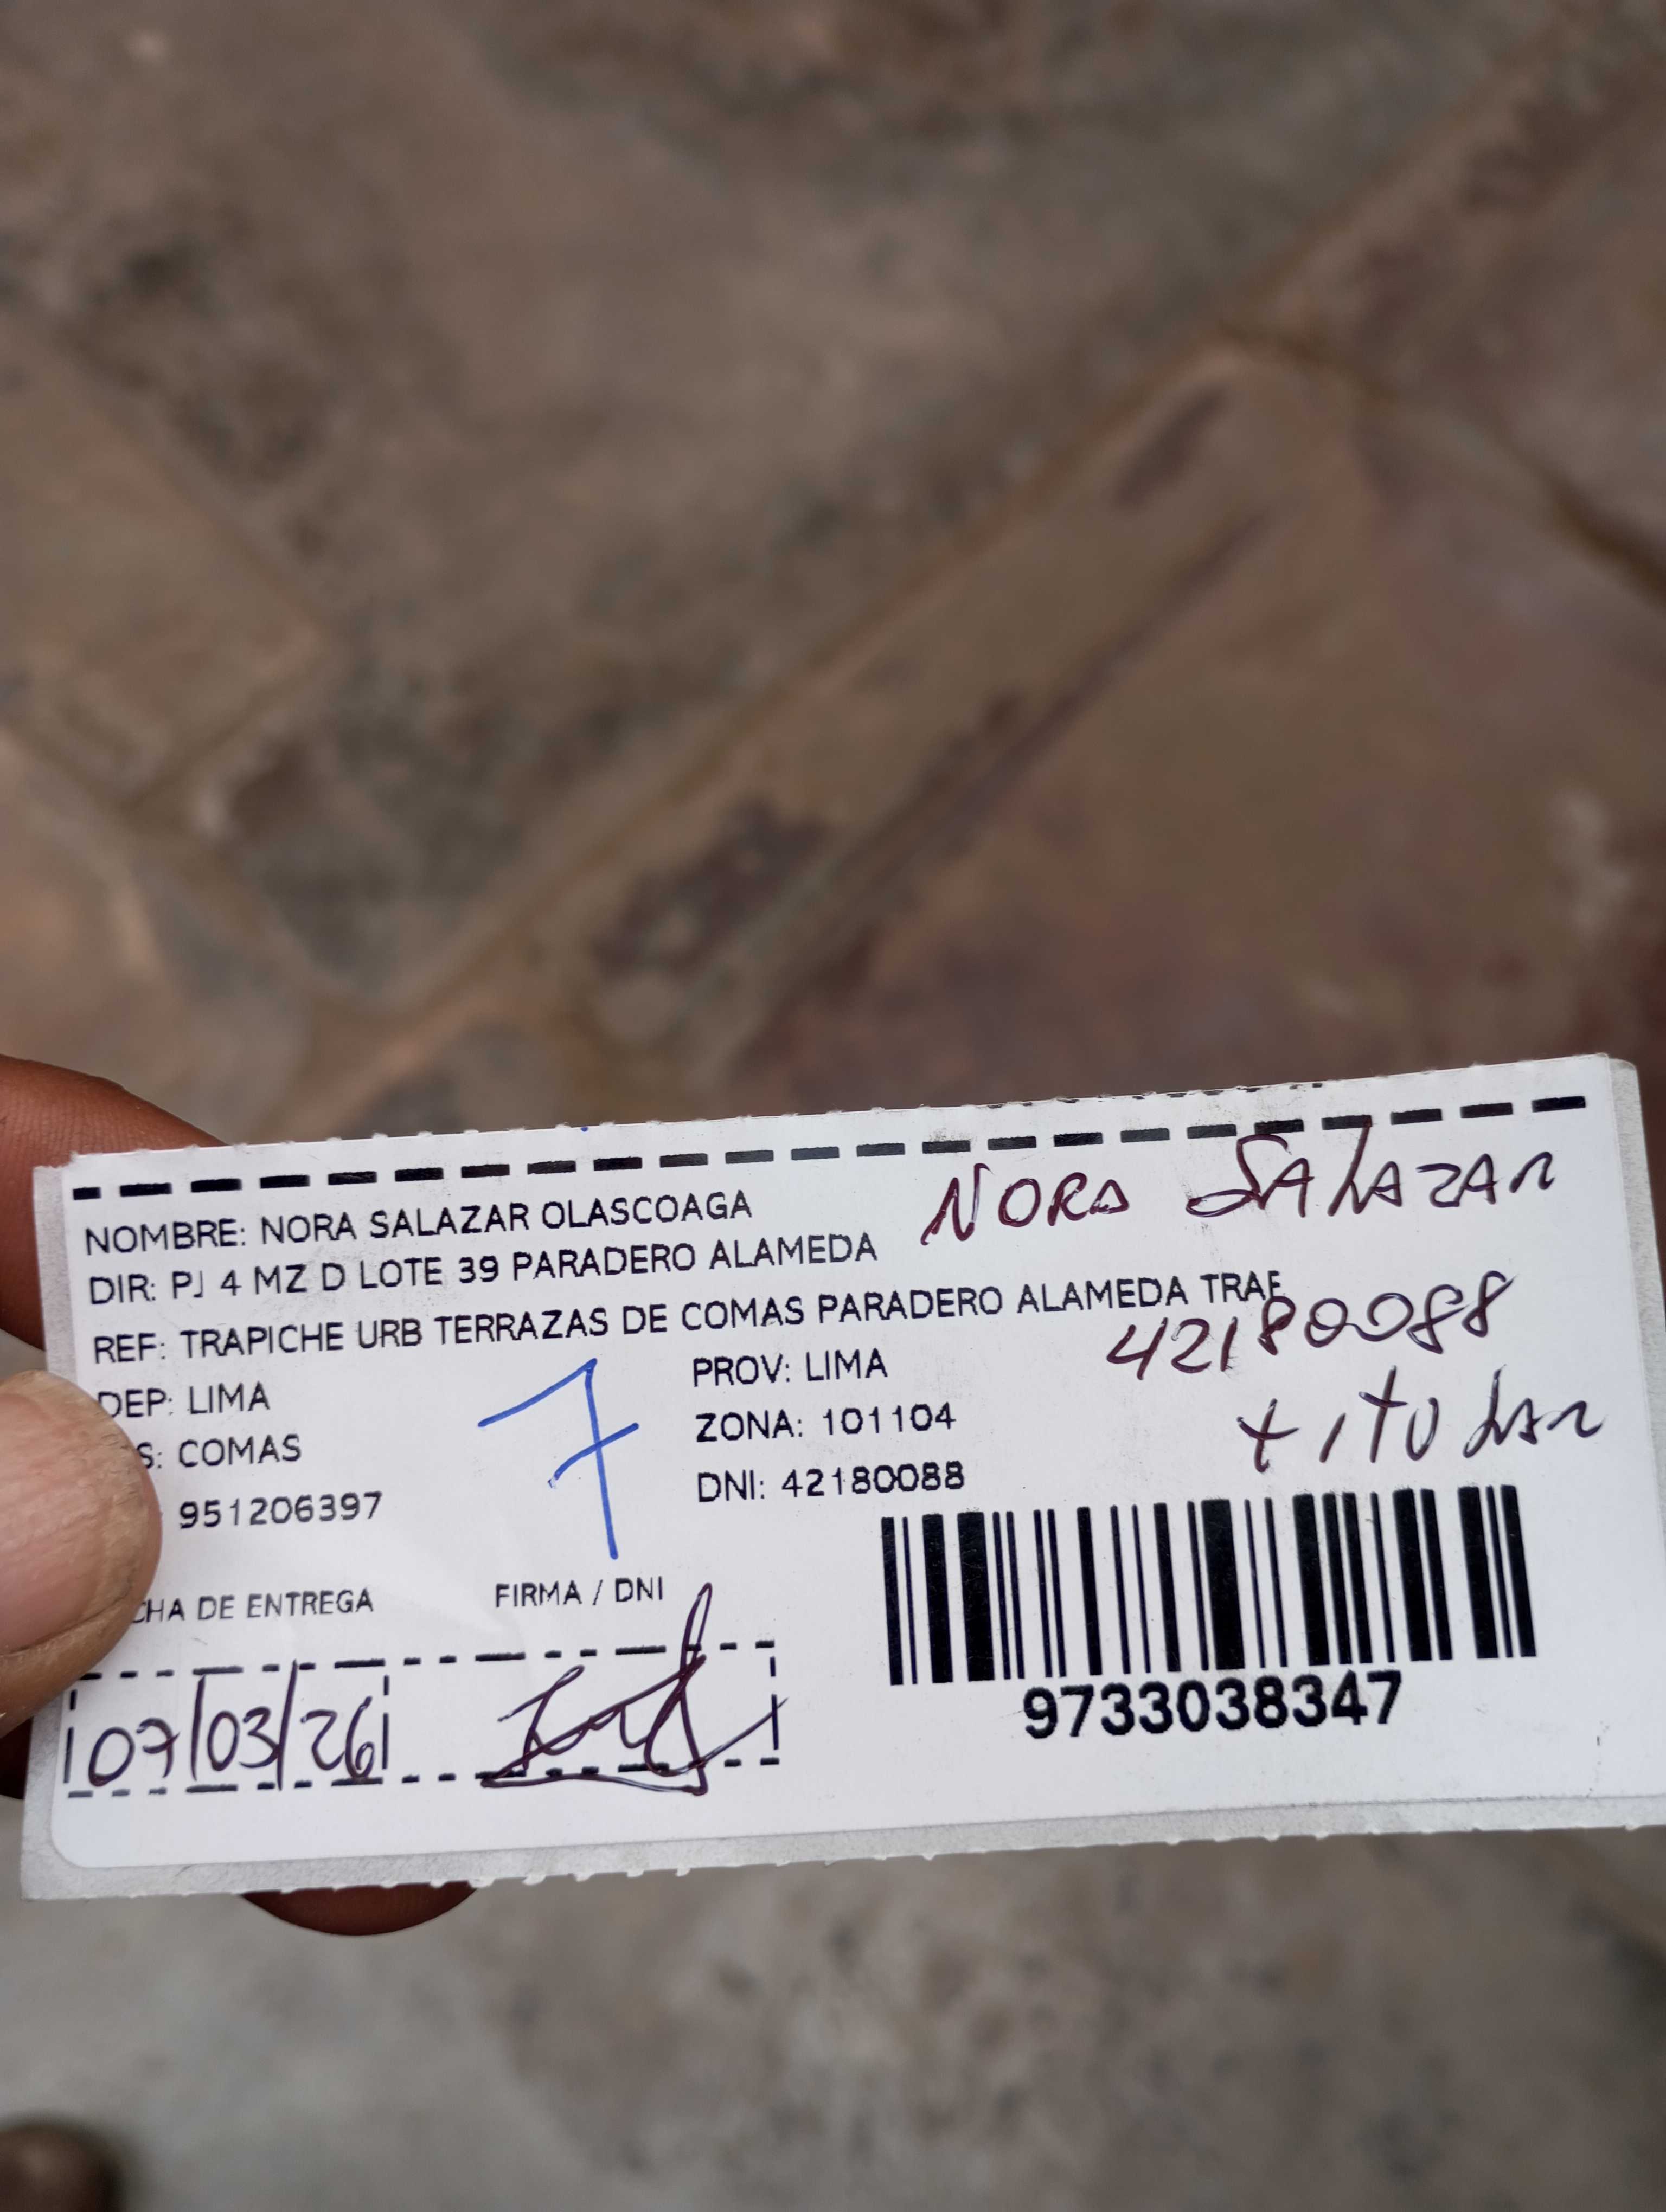 NORA SALAZAR
NOMBRE: NORA SALAZAR OLASCOAGA
DIR: PJ 4 MZ D LOTE 39 PARADERO ALAMEDA
REF: TRAPICHE URB TERRAZAS DE COMAS PARADERO ALAMEDA TRAF
42180088
DEP: LIMA
PROV: LIMA
titular
S: COMAS
7
ZONA: 101104
951206397
DNI: 42180088
CHA DE ENTREGA
FIRMA / DNI
07/03/26
9733038347